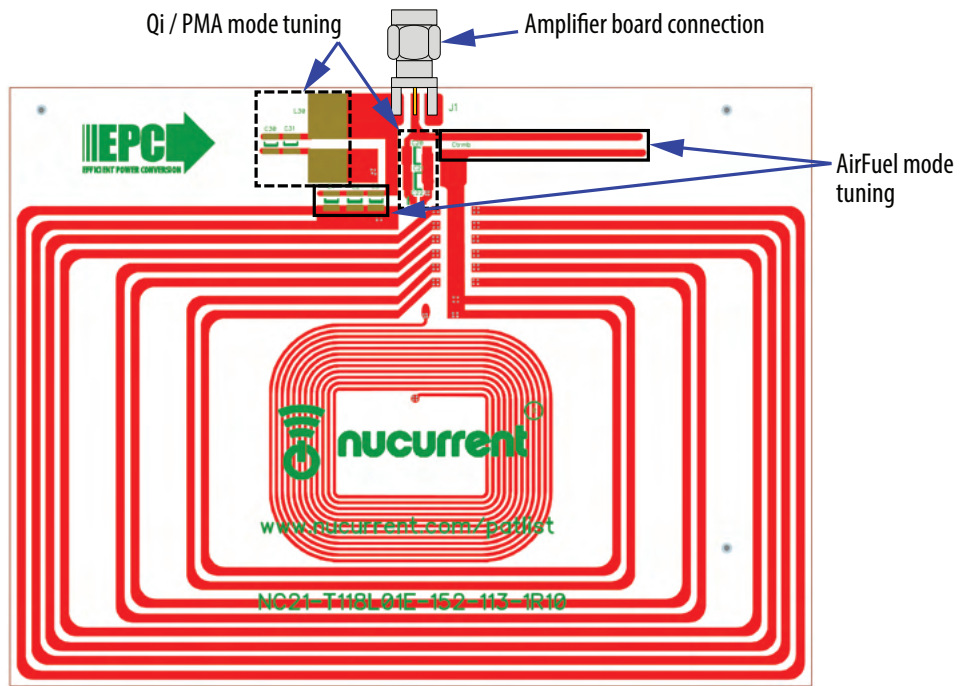 Qi / PMA mode tuning
Amplifier board connection
J1
L30
C30 C31
Ctrmb
EPC
EFFICIENT POWER CONVERSION
AirFuel mode
tuning
nucurrent
www.nucurrent.com/patlist
NC21-T118L01E-152-113-1R10